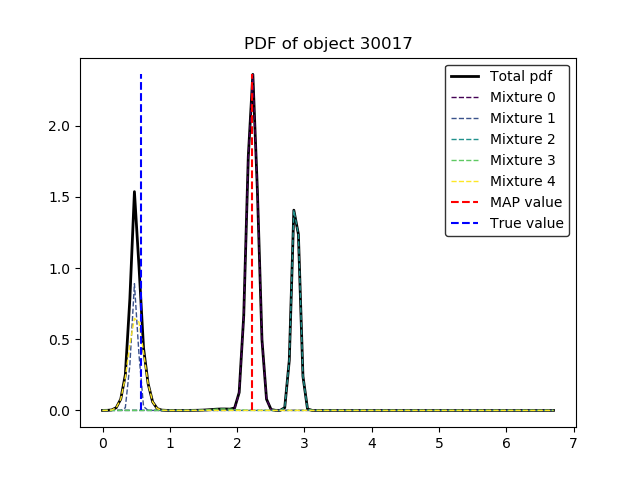 PDF of object 30017
Total pdf
Mixture 0
Mixture 1
Mixture 2
Mixture 3
Mixture 4
MAP value
True value
2.0
1.5
1.0
0.5
0.0
0 1 2 3 4 5 6 7